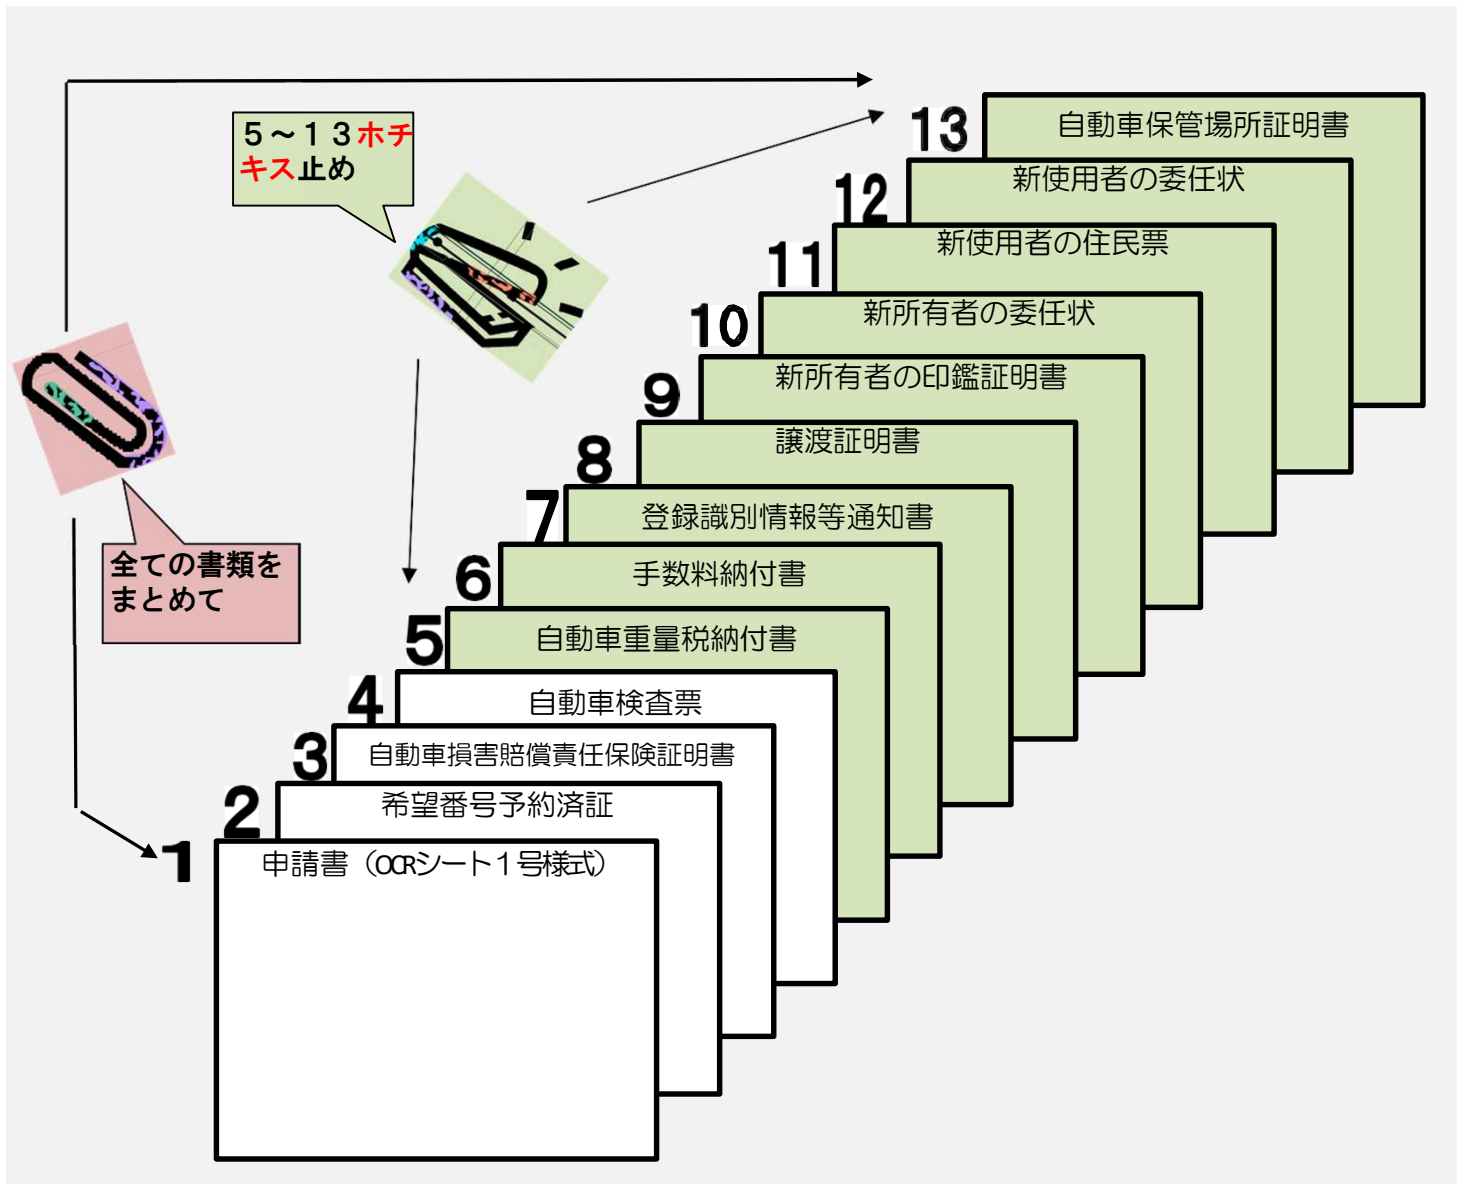 5～13ホチ
キス止め
全ての書類を
まとめて
13
自動車保管場所証明書
12
新使用者の委任状
11
新使用者の住民票
10
新所有者の委任状
9
新所有者の印鑑証明書
8
譲渡証明書
7
登録識別情報等通知書
6
手数料納付書
5
自動車重量税納付書
4
自動車検査票
3
自動車損害賠償責任保険証明書
2
希望番号予約済証
1
申請書（OCRシート1号様式）